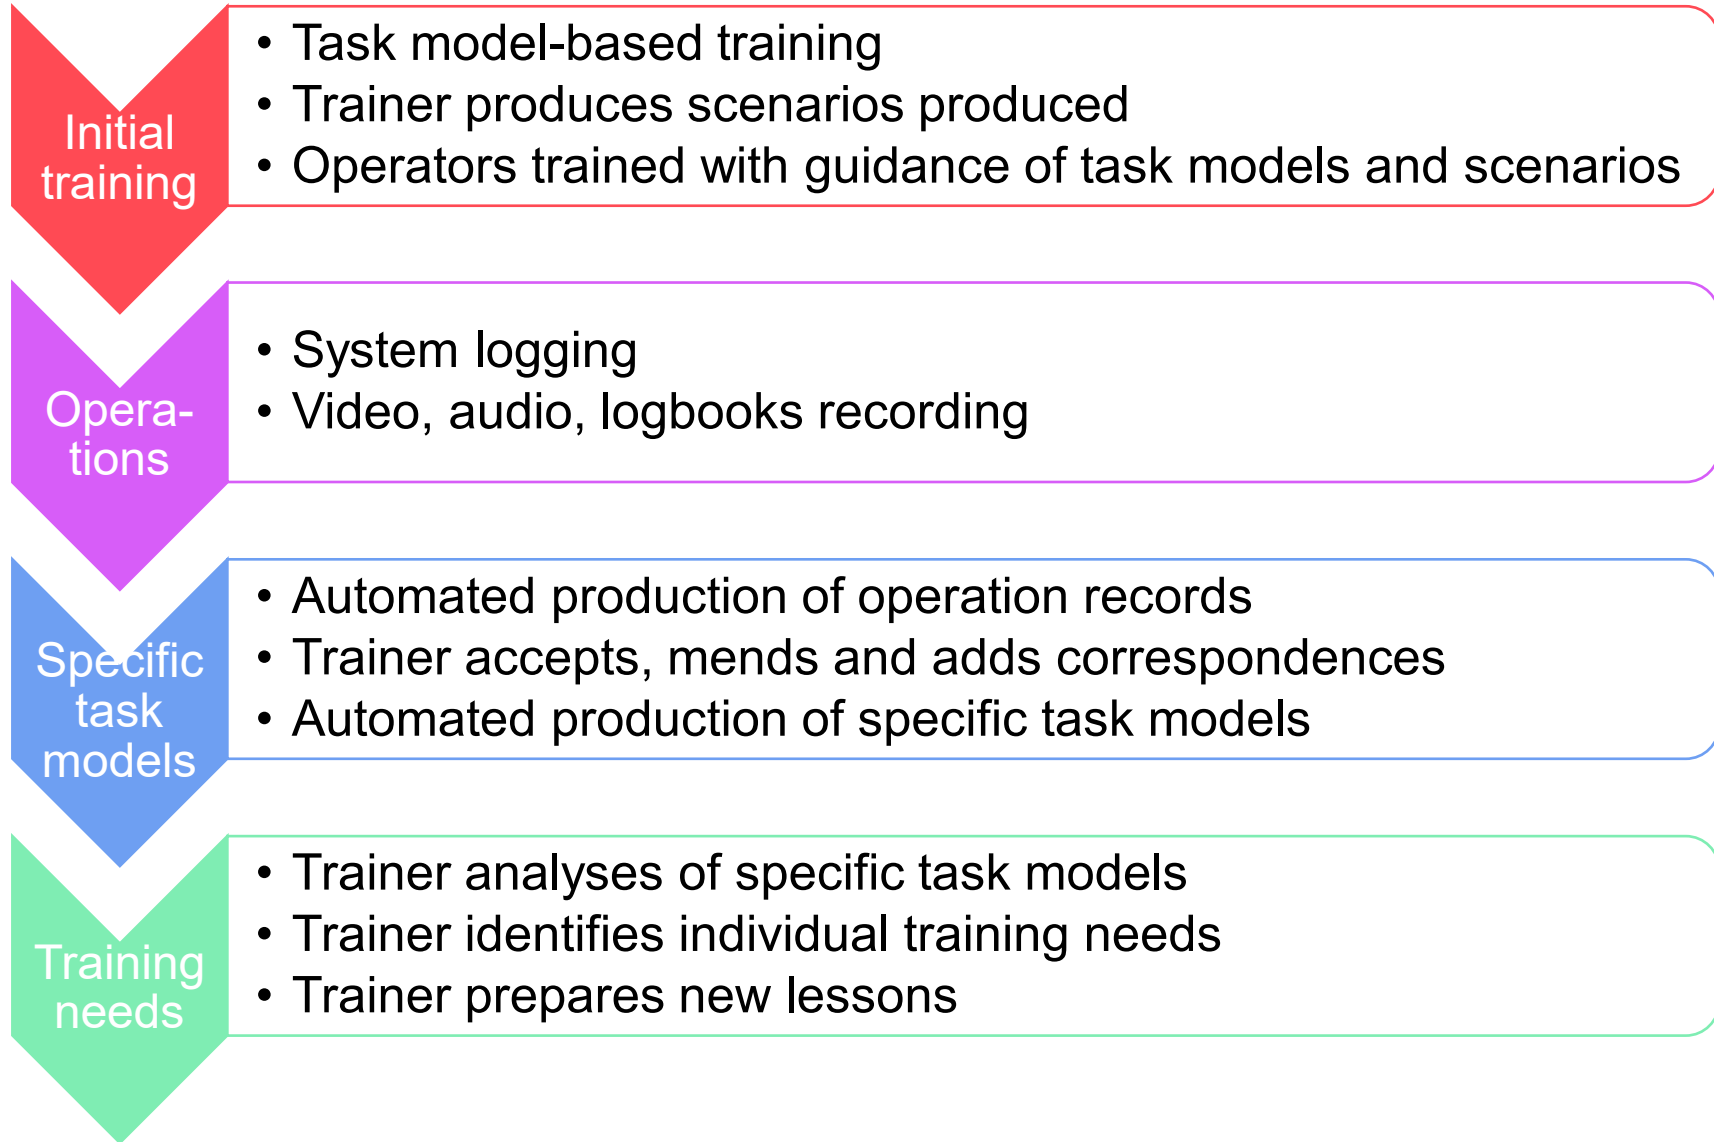 Initial
training
• Task model-based training
• Trainer produces scenarios produced
• Operators trained with guidance of task models and scenarios
Opera-
tions
• System logging
• Video, audio, logbooks recording
Specific
task
models
• Automated production of operation records
• Trainer accepts, mends and adds correspondences
• Automated production of specific task models
Training
needs
• Trainer analyses of specific task models
• Trainer identifies individual training needs
• Trainer prepares new lessons